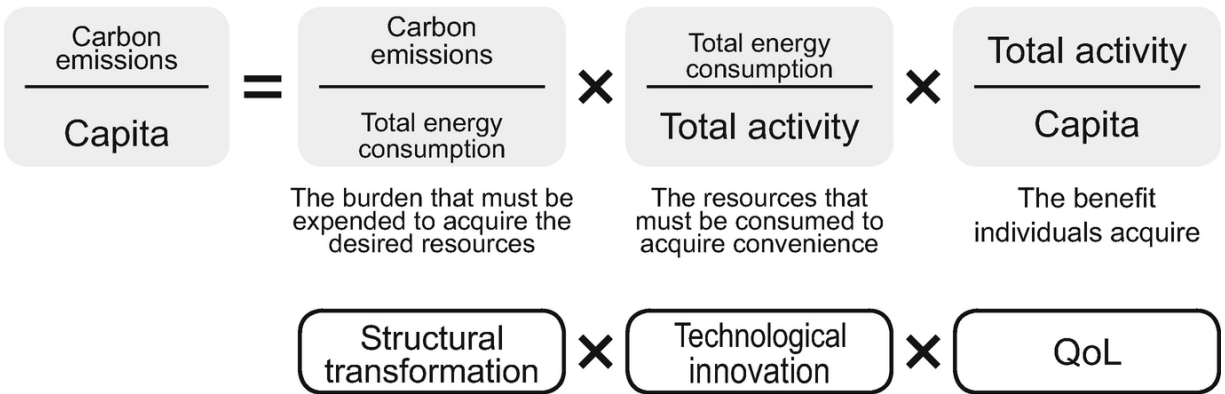 Carbon
emissions
Capita
=
Carbon
emissions
Total energy
consumption
×
Total energy
consumption
Total activity
×
Total activity
Capita
The burden that must be
expended to acquire the
desired resources
The resources that
must be consumed to
acquire convenience
The benefit
individuals acquire
Structural
transformation
×
Technological
innovation
×
QoL